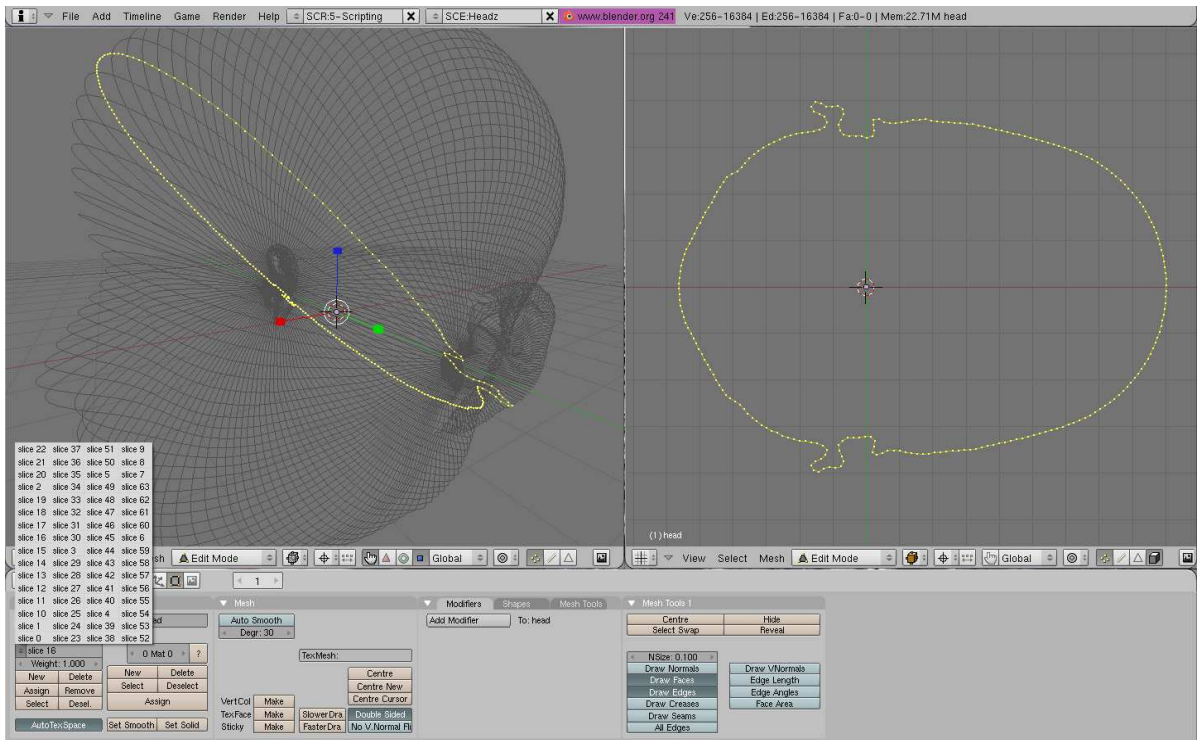 File Add Timeline Game Render Help SCR:5-Scripting SCE:Headz www.blender.org 241 Ve:256-16384 | Ed:256-16384 | Fa:0-0 | Mem:22.71M head
(1) head
slice 22 slice 37 slice 51 slice 9
slice 21 slice 36 slice 50 slice 8
slice 20 slice 35 slice 5 slice 7
slice 2 slice 34 slice 49 slice 63
slice 19 slice 33 slice 48 slice 62
slice 18 slice 32 slice 47 slice 61
slice 17 slice 31 slice 46 slice 60
slice 16 slice 30 slice 45 slice 6
slice 15 slice 3 slice 44 slice 59
slice 14 slice 29 slice 43 slice 58
slice 13 slice 28 slice 42 slice 57
slice 12 slice 27 slice 41 slice 56
slice 11 slice 26 slice 40 slice 55
slice 10 slice 25 slice 4 slice 54
slice 1 slice 24 slice 39 slice 53
slice 0 slice 23 slice 38 slice 52
sh Edit Mode Global
View Select Mesh Edit Mode Global
1
slice 16
Weight: 1.000
New Delete
Assign Remove
Select Desel.
AutoTexSpace
ed
0 Mat 0 ?
New Delete
Select Deselect
Assign
Set Smooth Set Solid
Mesh
Auto Smooth
Degr: 30
TexMesh:
Centre
Centre New
Centre Cursor
VertCol Make
TexFace Make SlowerDra Double Sided
Sticky Make FasterDra No V.Normal Fli
Modifiers Shapes Mesh Tools
Add Modifier To: head
Mesh Tools 1
Centre Hide
Select Swap Reveal
NSize: 0.100
Draw Normals Draw VNormals
Draw Faces Edge Length
Draw Edges Edge Angles
Draw Creases Face Area
Draw Seams
All Edges